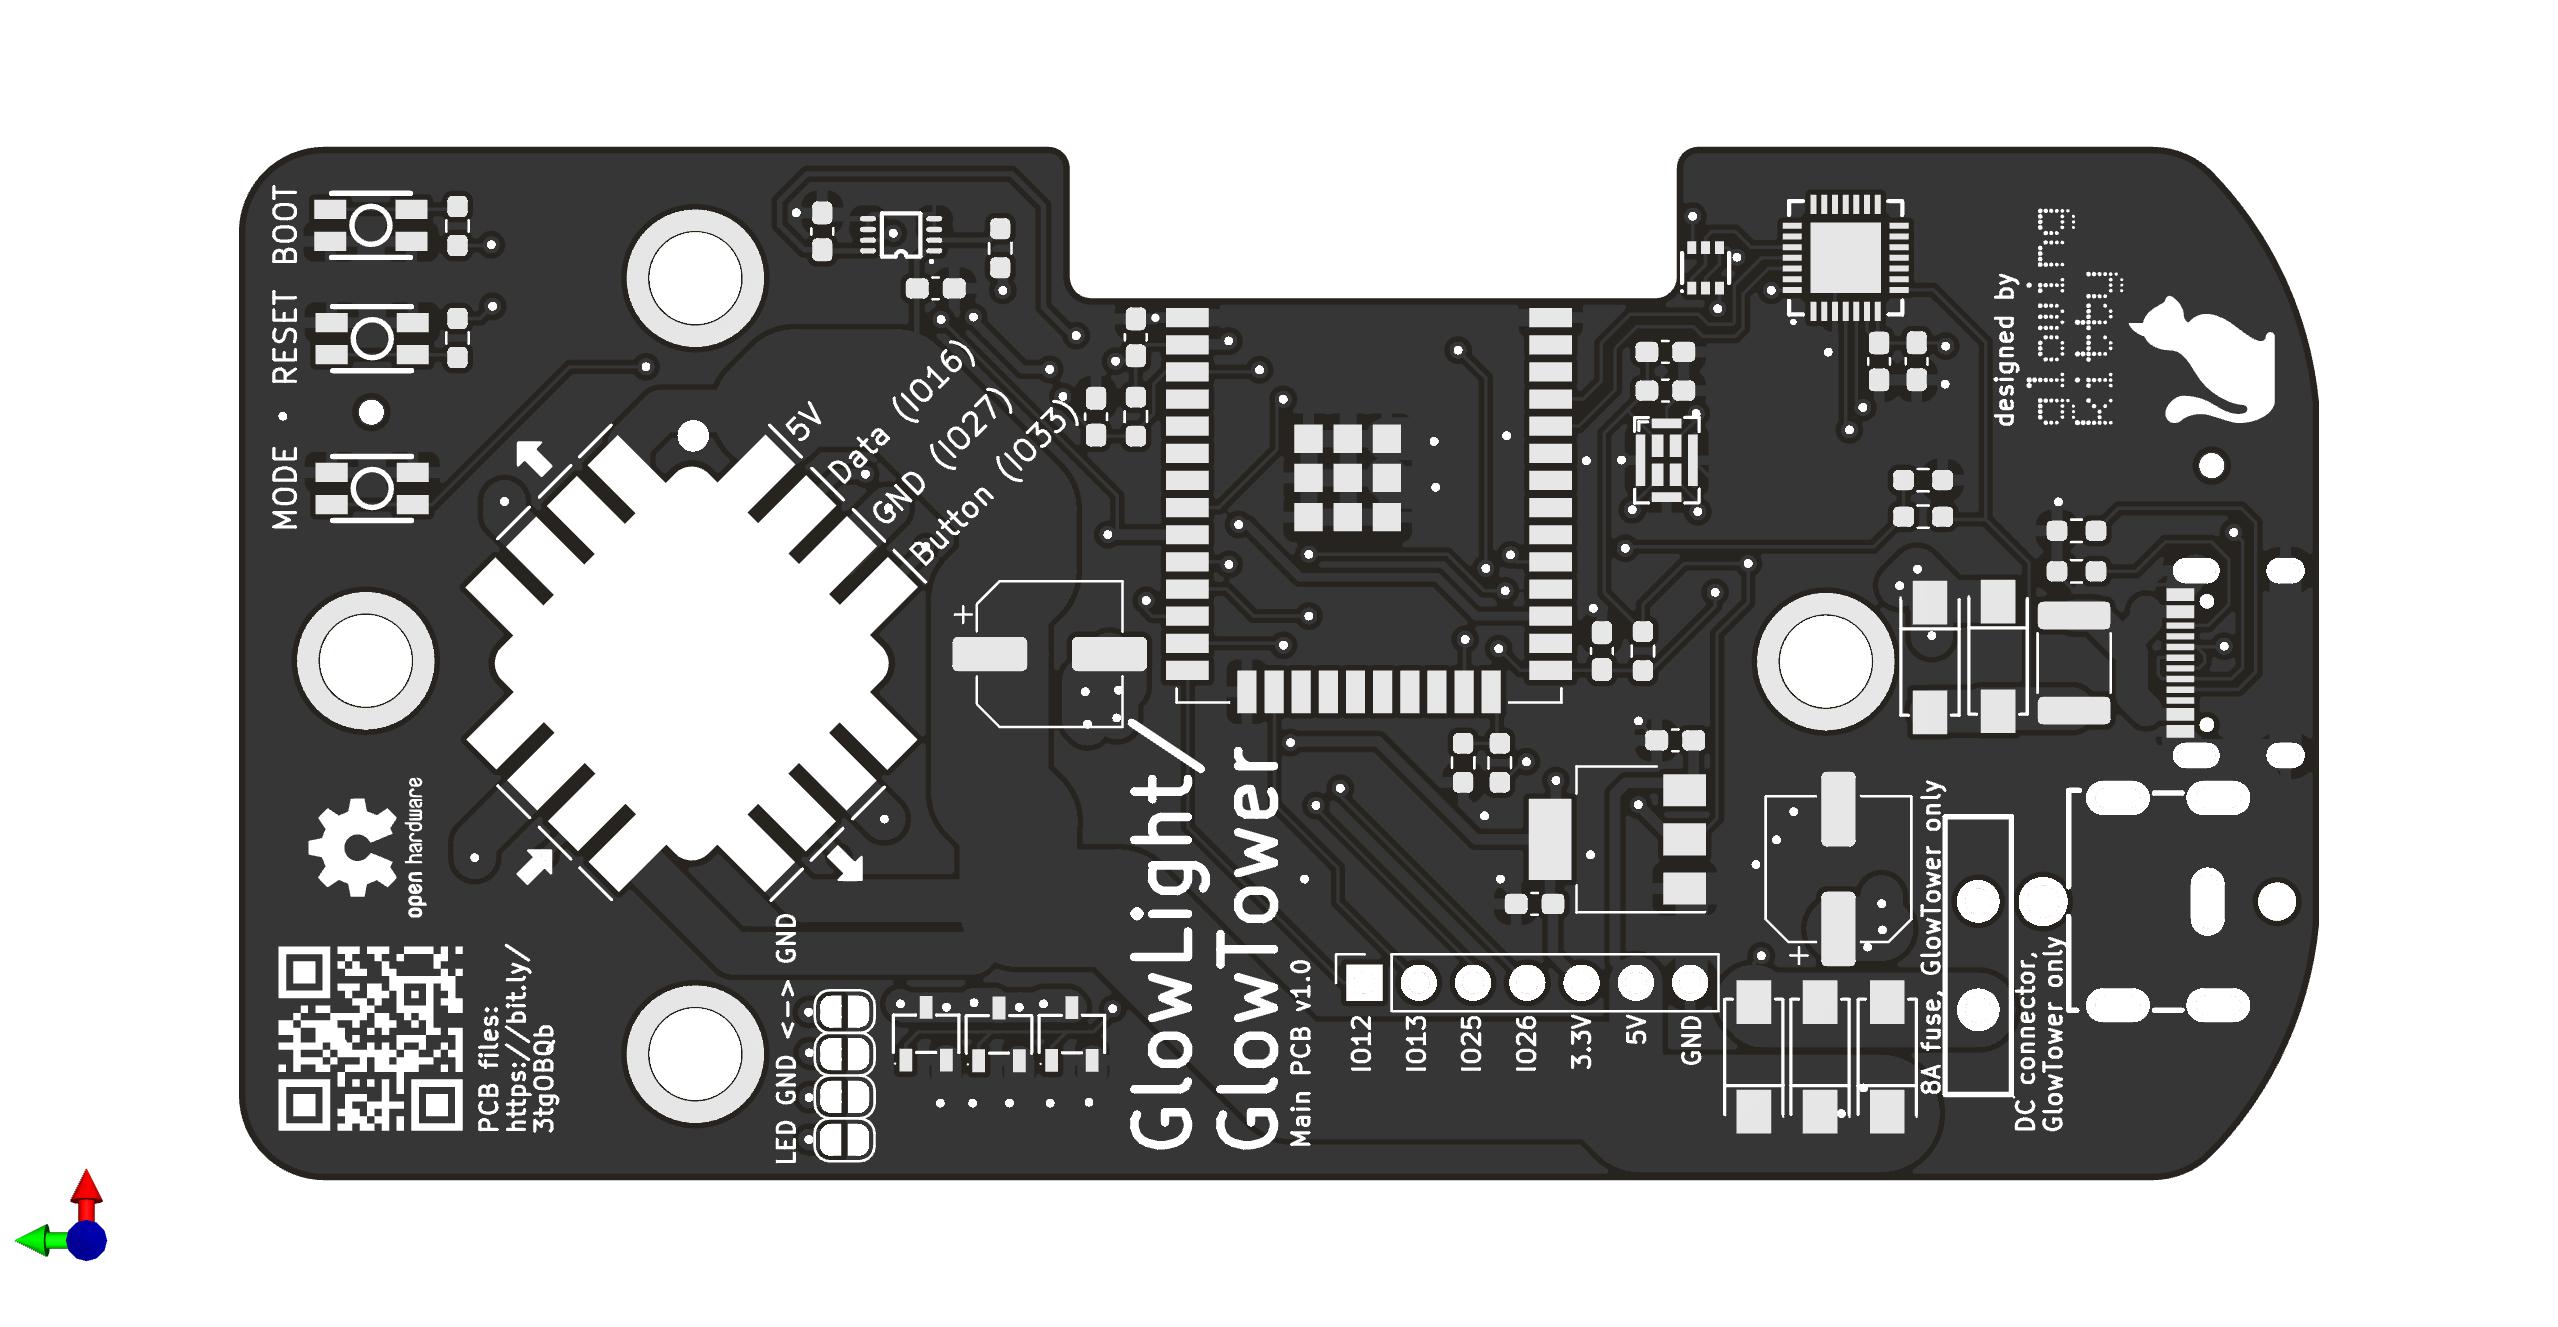 BOOT
RESET
·
MODE
5V
Data (IO16)
GND (IO27)
Button (IO33)
+
designed by
glowing
kitty
open hardware
PCB files:
https://bit.ly/
3tgOBQb
LED GND <--> GND
GlowLight/
GlowTower
Main PCB v1.0
IO12
IO13
IO25
IO26
3.3V
5V
GND
+
8A fuse, GlowTower only
DC connector,
GlowTower only